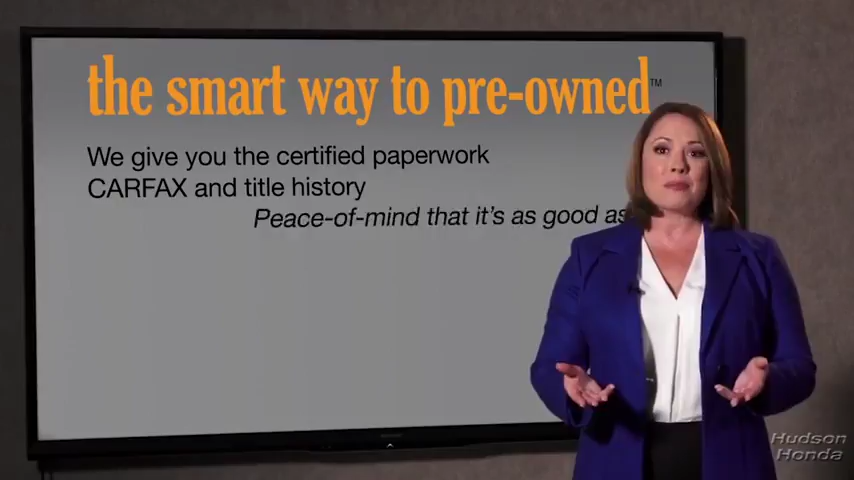 the smart way to pre-owned™
We give you the certified paperwork
CARFAX and title history
Peace-of-mind that it's as good as
Hudson
Honda